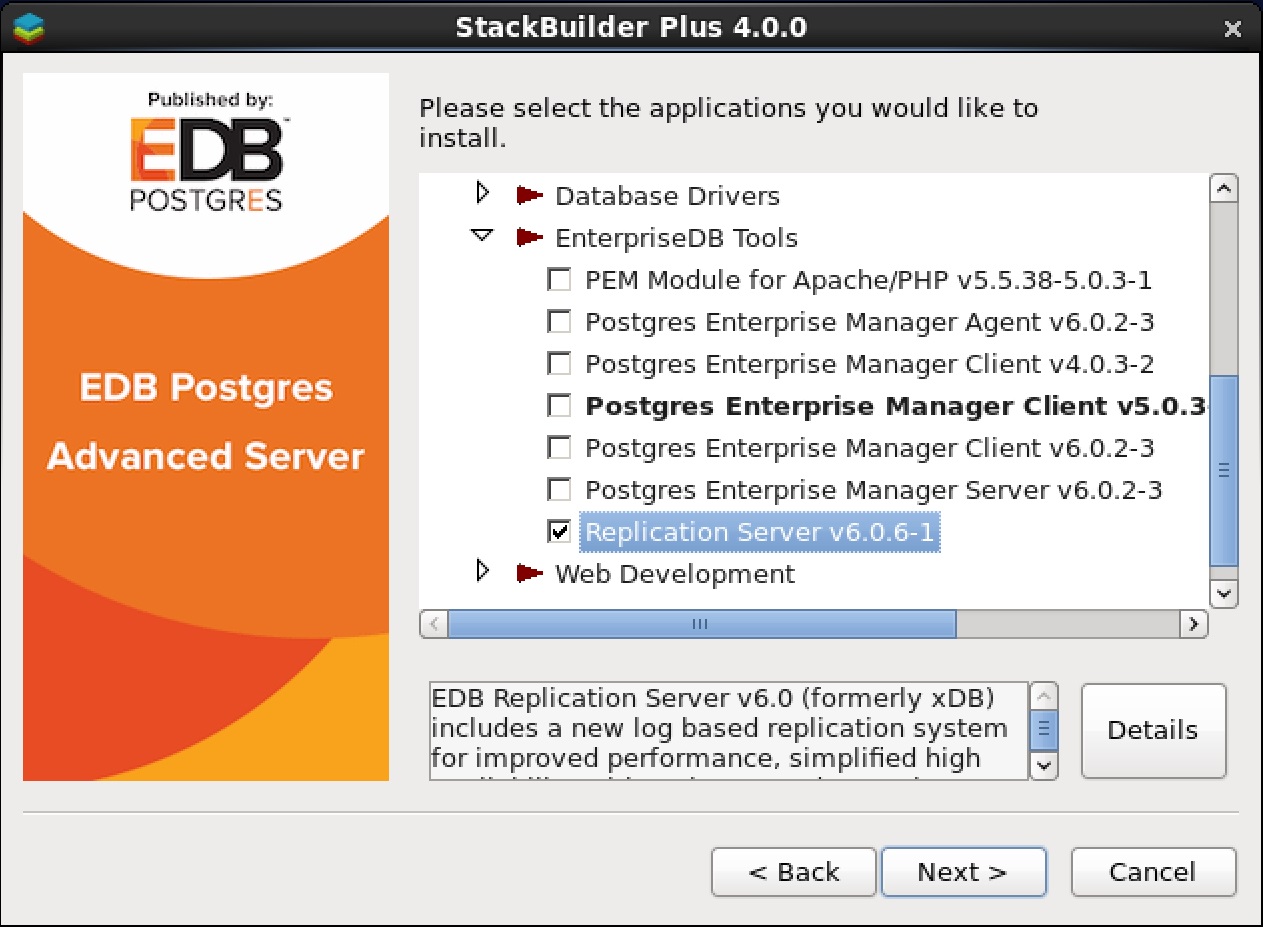 StackBuilder Plus 4.0.0
Published by:
EDB™
POSTGRES
EDB Postgres
Advanced Server
Please select the applications you would like to
install.
Database Drivers
EnterpriseDB Tools
PEM Module for Apache/PHP v5.5.38-5.0.3-1
Postgres Enterprise Manager Agent v6.0.2-3
Postgres Enterprise Manager Client v4.0.3-2
Postgres Enterprise Manager Client v5.0.3-
Postgres Enterprise Manager Client v6.0.2-3
Postgres Enterprise Manager Server v6.0.2-3
Replication Server v6.0.6-1
Web Development
EDB Replication Server v6.0 (formerly xDB)
includes a new log based replication system
for improved performance, simplified high
Details
< Back
Next >
Cancel